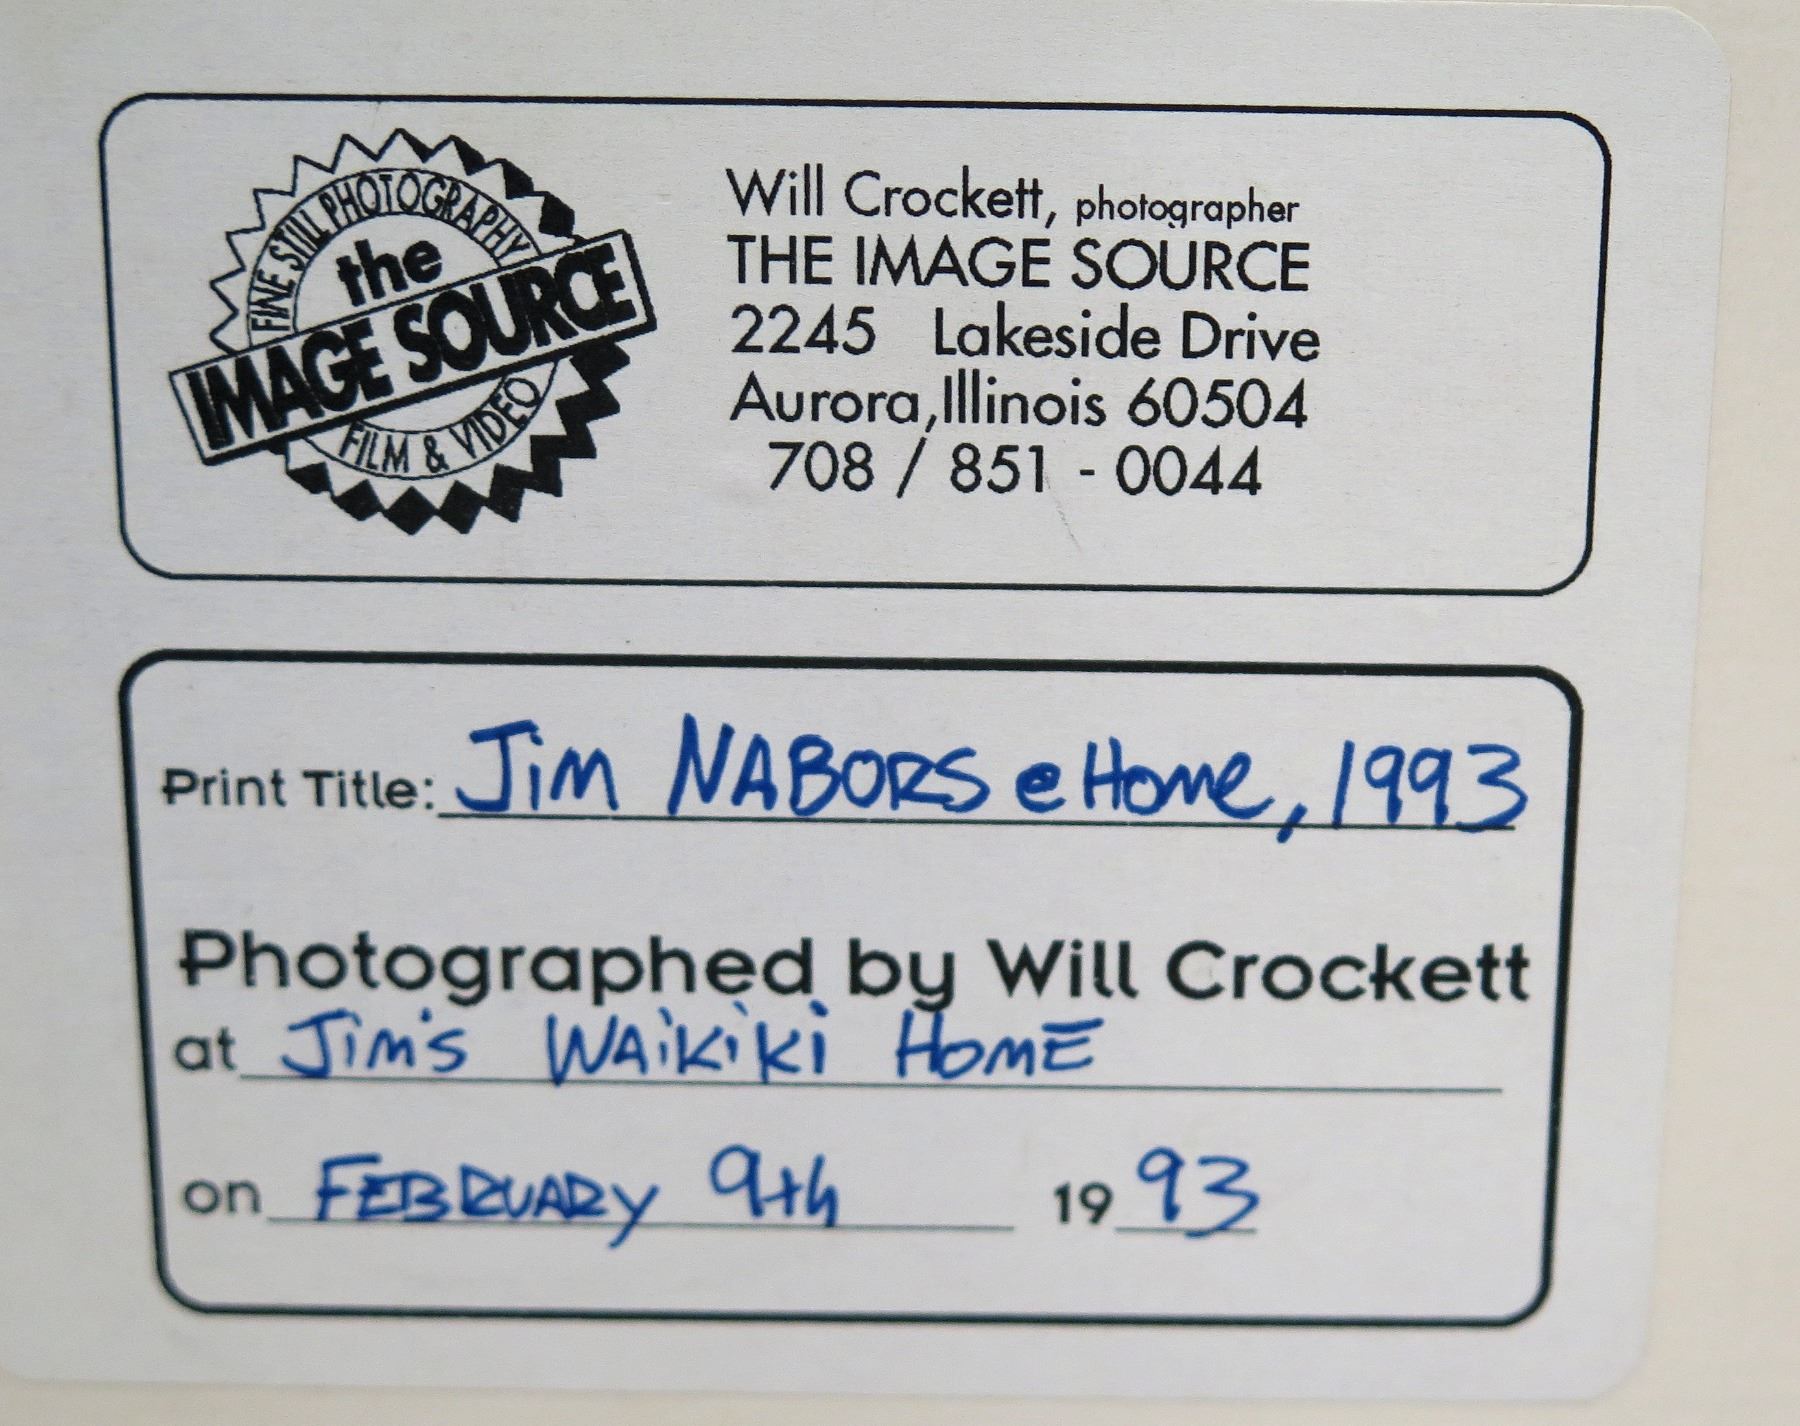 FINE STILL PHOTOGRAPHY
the
IMAGE SOURCE
FILM & VIDEO
Will Crockett, photographer
THE IMAGE SOURCE
2245 Lakeside Drive
Aurora, Illinois 60504
708 / 851 - 0044
Print Title: Jim NABORS @ Home, 1993
Photographed by Will Crockett
at Jim's WAiKiKi HomE
on FEBRUARY 9th 1993